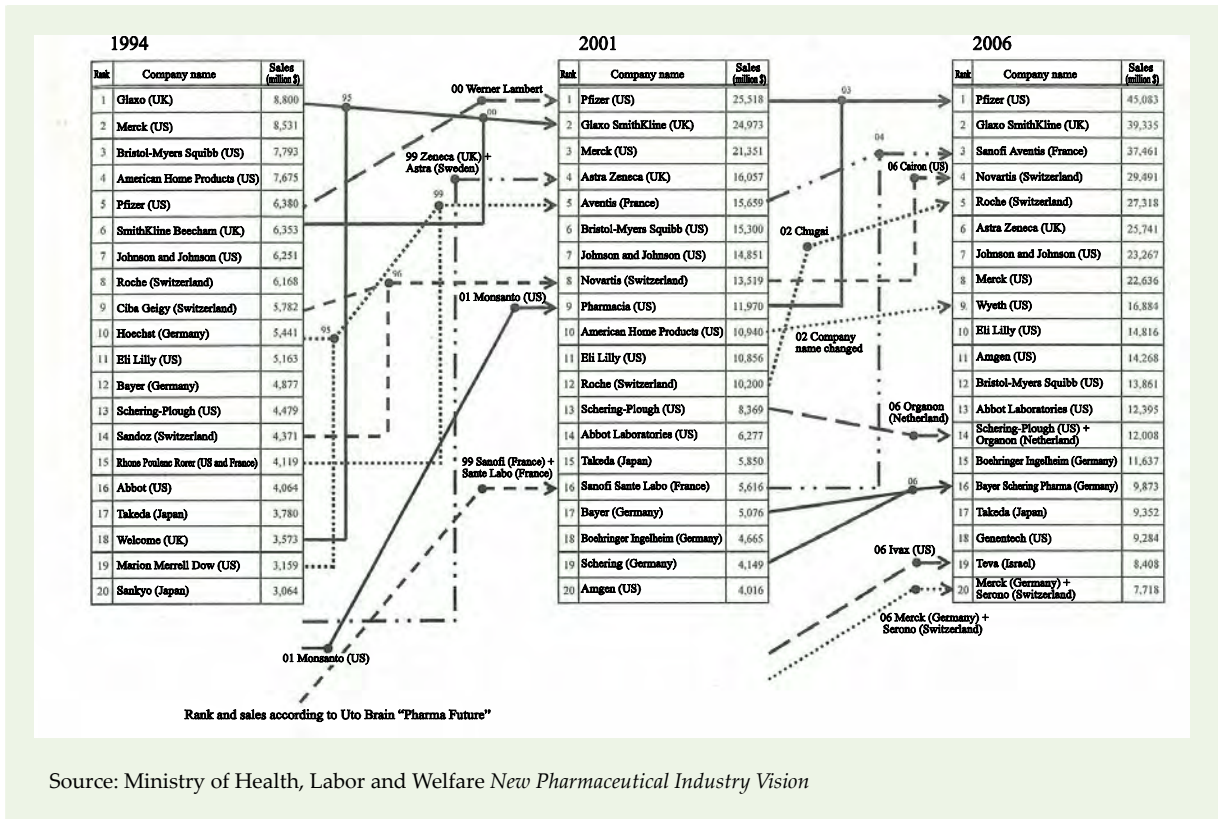 1994
Rank Company name Sales (million $)
1 Glaxo (UK) 8,800
2 Merck (US) 8,531
3 Bristol-Myers Squibb (US) 7,793
4 American Home Products (US) 7,675
5 Pfizer (US) 6,380
6 SmithKline Beecham (UK) 6,353
7 Johnson and Johnson (US) 6,251
8 Roche (Switzerland) 6,168
9 Ciba Geigy (Switzerland) 5,782
10 Hoechst (Germany) 5,441
11 Eli Lilly (US) 5,163
12 Bayer (Germany) 4,877
13 Schering-Plough (US) 4,479
14 Sandoz (Switzerland) 4,371
15 Rhone Poulenc Rorer (US and France) 4,119
16 Abbot (US) 4,064
17 Takeda (Japan) 3,780
18 Welcome (UK) 3,573
19 Marion Merrell Dow (US) 3,159
20 Sankyo (Japan) 3,064
95
00 Werner Lambert
00
99 Zeneca (UK) +
Astra (Sweden)
99
96
01 Monsanto (US)
95
99 Sanofi (France) +
Sante Labo (France)
01 Monsanto (US)
2001
Rank Company name Sales (million $)
1 Pfizer (US) 25,518
2 Glaxo SmithKline (UK) 24,973
3 Merck (US) 21,351
4 Astra Zeneca (UK) 16,057
5 Aventis (France) 15,659
6 Bristol-Myers Squibb (US) 15,300
7 Johnson and Johnson (US) 14,851
8 Novartis (Switzerland) 13,519
9 Pharmacia (US) 11,970
10 American Home Products (US) 10,940
11 Eli Lilly (US) 10,856
12 Roche (Switzerland) 10,200
13 Schering-Plough (US) 8,369
14 Abbot Laboratories (US) 6,277
15 Takeda (Japan) 5,850
16 Sanofi Sante Labo (France) 5,616
17 Bayer (Germany) 5,076
18 Boehringer Ingelheim (Germany) 4,665
19 Schering (Germany) 4,149
20 Amgen (US) 4,016
03
04
06 Cairon (US)
02 Chugai
02 Company
name changed
06 Organon
(Netherland)
06
06 Ivax (US)
06 Merck (Germany) +
Serono (Switzerland)
2006
Rank Company name Sales (million $)
1 Pfizer (US) 45,083
2 Glaxo SmithKline (UK) 39,335
3 Sanofi Aventis (France) 37,461
4 Novartis (Switzerland) 29,491
5 Roche (Switzerland) 27,318
6 Astra Zeneca (UK) 25,741
7 Johnson and Johnson (US) 23,267
8 Merck (US) 22,636
9 Wyeth (US) 16,884
10 Eli Lilly (US) 14,816
11 Amgen (US) 14,268
12 Bristol-Myers Squibb (US) 13,861
13 Abbot Laboratories (US) 12,395
14 Schering-Plough (US) +
Organon (Netherland) 12,008
15 Boehringer Ingelheim (Germany) 11,637
16 Bayer Schering Pharma (Germany) 9,873
17 Takeda (Japan) 9,352
18 Genentech (US) 9,284
19 Teva (Israel) 8,408
20 Merck (Germany) +
Serono (Switzerland) 7,718
Rank and sales according to Uto Brain “Pharma Future”
Source: Ministry of Health, Labor and Welfare New Pharmaceutical Industry Vision